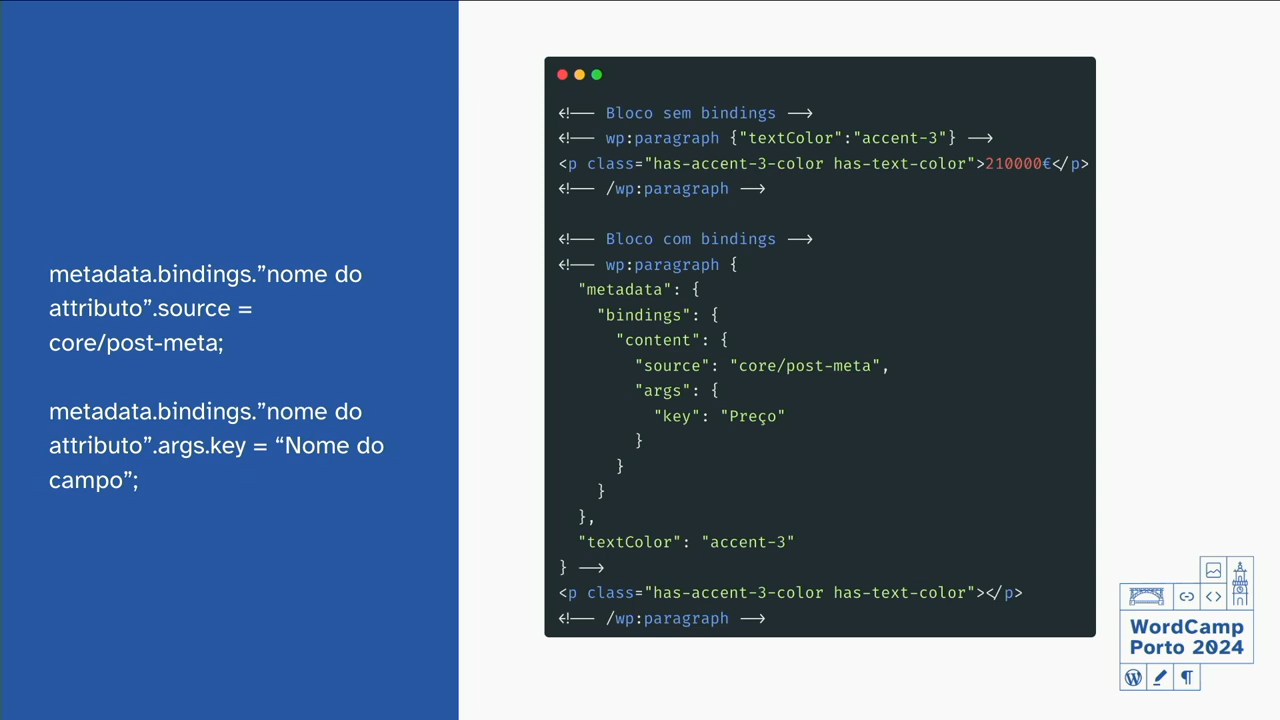 metadata.bindings.”nome do
attributo”.source =
core/post-meta;
metadata.bindings.”nome do
attributo”.args.key = “Nome do
campo”;
<!-- Bloco sem bindings -->
<!-- wp:paragraph {"textColor":"accent-3"} -->
<p class="has-accent-3-color has-text-color">210000€</p>
<!-- /wp:paragraph -->
<!-- Bloco com bindings -->
<!-- wp:paragraph {
"metadata": {
"bindings": {
"content": {
"source": "core/post-meta",
"args": {
"key": "Preço"
}
}
}
},
"textColor": "accent-3"
} -->
<p class="has-accent-3-color has-text-color"></p>
<!-- /wp:paragraph -->
WordCamp
Porto 2024